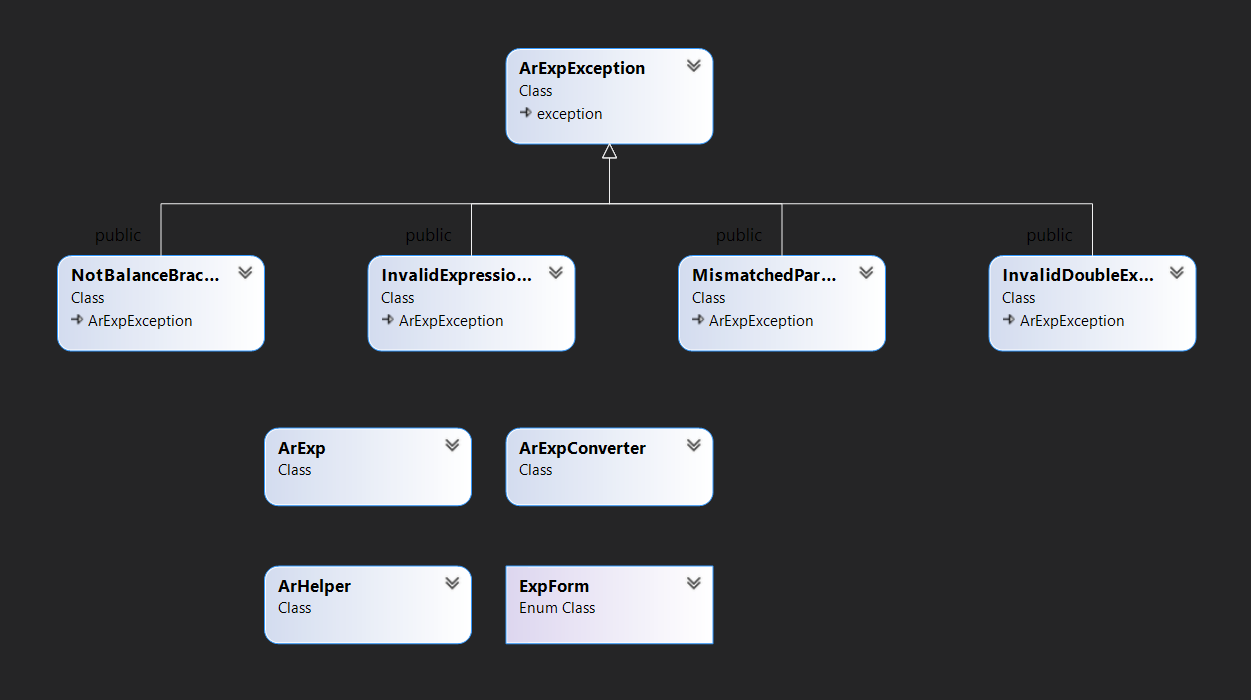 ArExpException
Class
exception
public
public
public
public
NotBalanceBrac...
InvalidExpressio...
MismatchedPar...
InvalidDoubleEx...
Class
Class
Class
Class
ArExpException
ArExpException
ArExpException
ArExpException
ArExp
Class
ArExpConverter
Class
ArHelper
Class
ExpForm
Enum Class